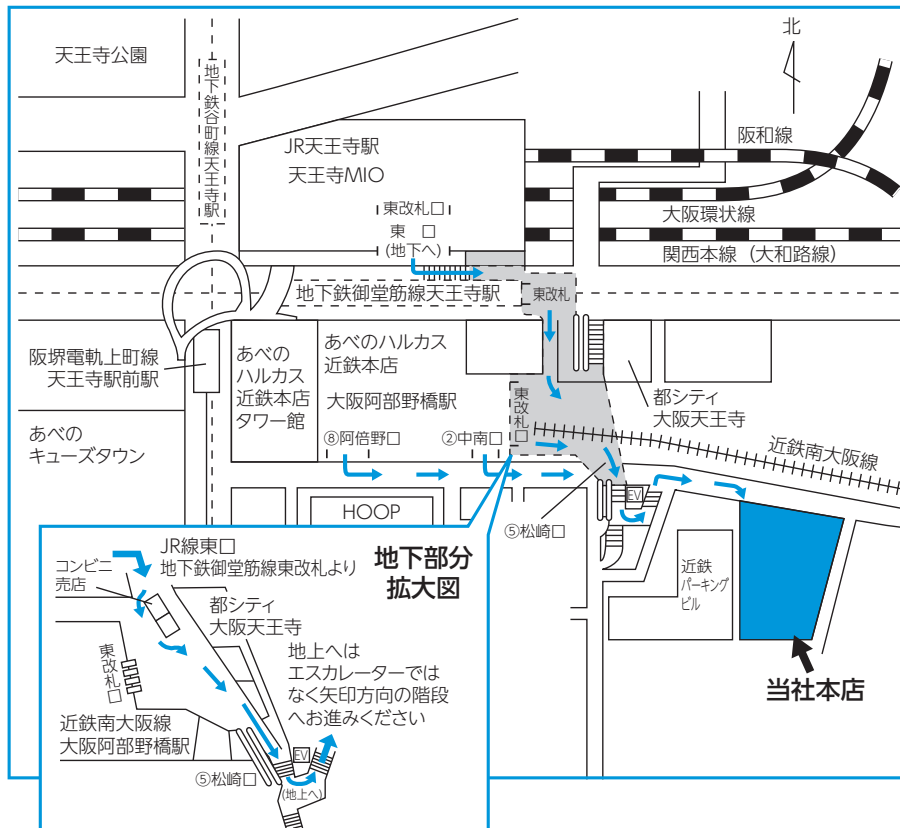 天王寺公園
北
地下鉄谷町線天王寺駅
JR天王寺駅
天王寺MIO
阪和線
東改札口
東 口
(地下へ)
大阪環状線
関西本線（大和路線）
地下鉄御堂筋線天王寺駅
東改札
阪堺電軌上町線
天王寺駅前駅
あべの
ハルカス
近鉄本店
タワー館
あべのハルカス
近鉄本店
大阪阿部野橋駅
東改札口
都シティ
大阪天王寺
あべの
キューズタウン
⑧阿倍野口
②中南口
近鉄南大阪線
HOOP
EV
⑤松崎口
近鉄
パーキング
ビル
当社本店
地下部分
拡大図
JR線東口
地下鉄御堂筋線東改札より
コンビニ
売店
都シティ
大阪天王寺
地上へは
エスカレーターでは
なく矢印方向の階段
へお進みください
東改札口
近鉄南大阪線
大阪阿部野橋駅
EV
⑤松崎口
(地上へ)